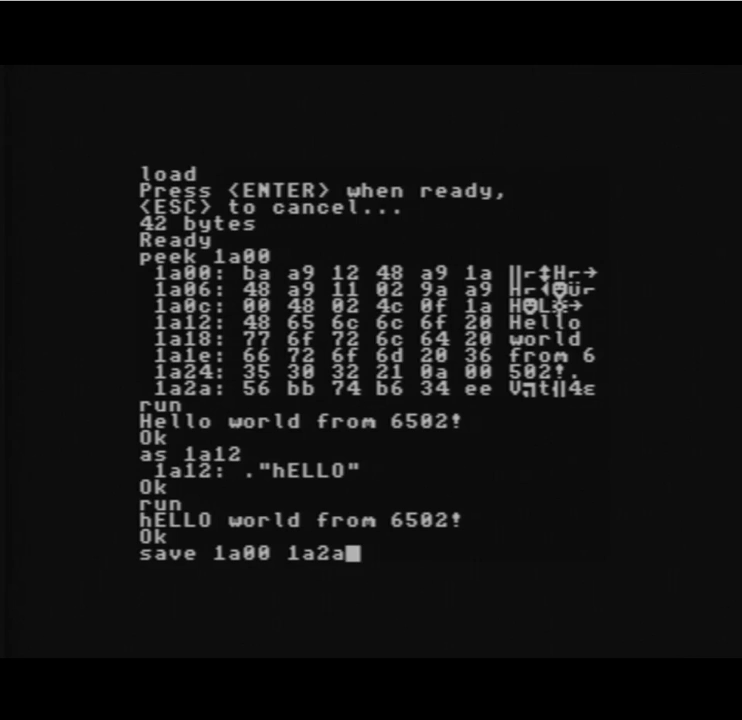 load
Press <ENTER> when ready,
<ESC> to cancel...
42 bytes
Ready
peek 1a00
1a00: ba a9 12 48 a9 1a ‖⌐↕H⌐→
1a06: 48 a9 11 02 9a a9 H⌐◄☻Ü⌐
1a0c: 00 48 02 4c 0f 1a H☻L☼→
1a12: 48 65 6c 6c 6f 20 Hello
1a18: 77 6f 72 6c 64 20 world
1a1e: 66 72 6f 6d 20 36 from 6
1a24: 35 30 32 21 0a 00 502!.
1a2a: 56 bb 74 b6 34 ee V╗t╢4ε
run
Hello world from 6502!
Ok
as 1a12
1a12: ."hELLO"
Ok
run
hELLO world from 6502!
Ok
save 1a00 1a2a